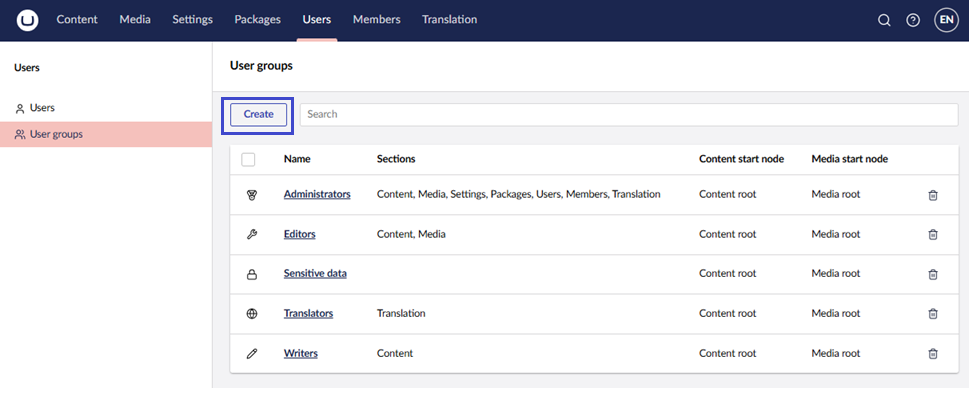 Content Media Settings Packages Users Members Translation EN
Users
User groups
Users
User groups
Create Search
Name Sections Content start node Media start node
Administrators Content, Media, Settings, Packages, Users, Members, Translation Content root Media root
Editors Content, Media Content root Media root
Sensitive data Content root Media root
Translators Translation Content root Media root
Writers Content Content root Media root